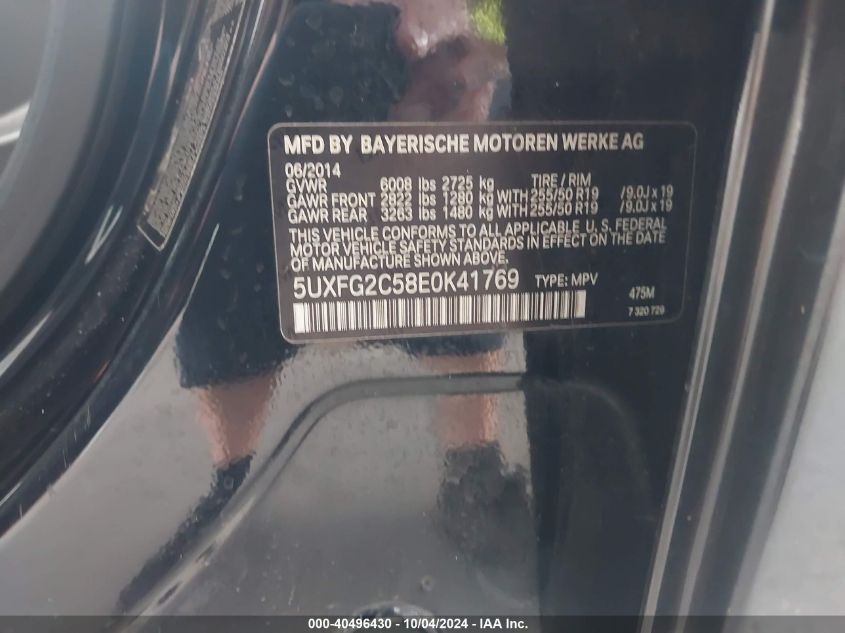 MFD BY BAYERISCHE MOTOREN WERKE AG
06/2014
GVWR 6008 lbs 2725 kg TIRE / RIM
GAWR FRONT 2822 lbs 1280 kg WITH 255/50 R19 /9.0J x 19
GAWR REAR 3263 lbs 1480 kg WITH 255/50 R19 /9.0J x 19
THIS VEHICLE CONFORMS TO ALL APPLICABLE U.S. FEDERAL
MOTOR VEHICLE SAFETY STANDARDS IN EFFECT ON THE DATE
OF MANUFACTURE SHOWN ABOVE.
5UXFG2C58E0K41769 TYPE: MPV
475M
7 320 729
000-40496430 - 10/04/2024 - IAA Inc.